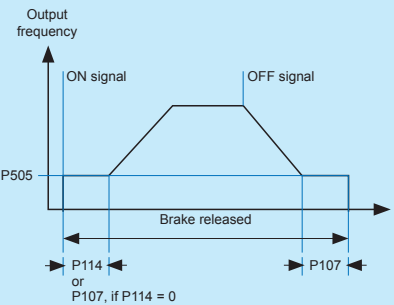 Output
frequency
ON signal
OFF signal
P505
Brake released
P114
or
P107, if P114 = 0
P107